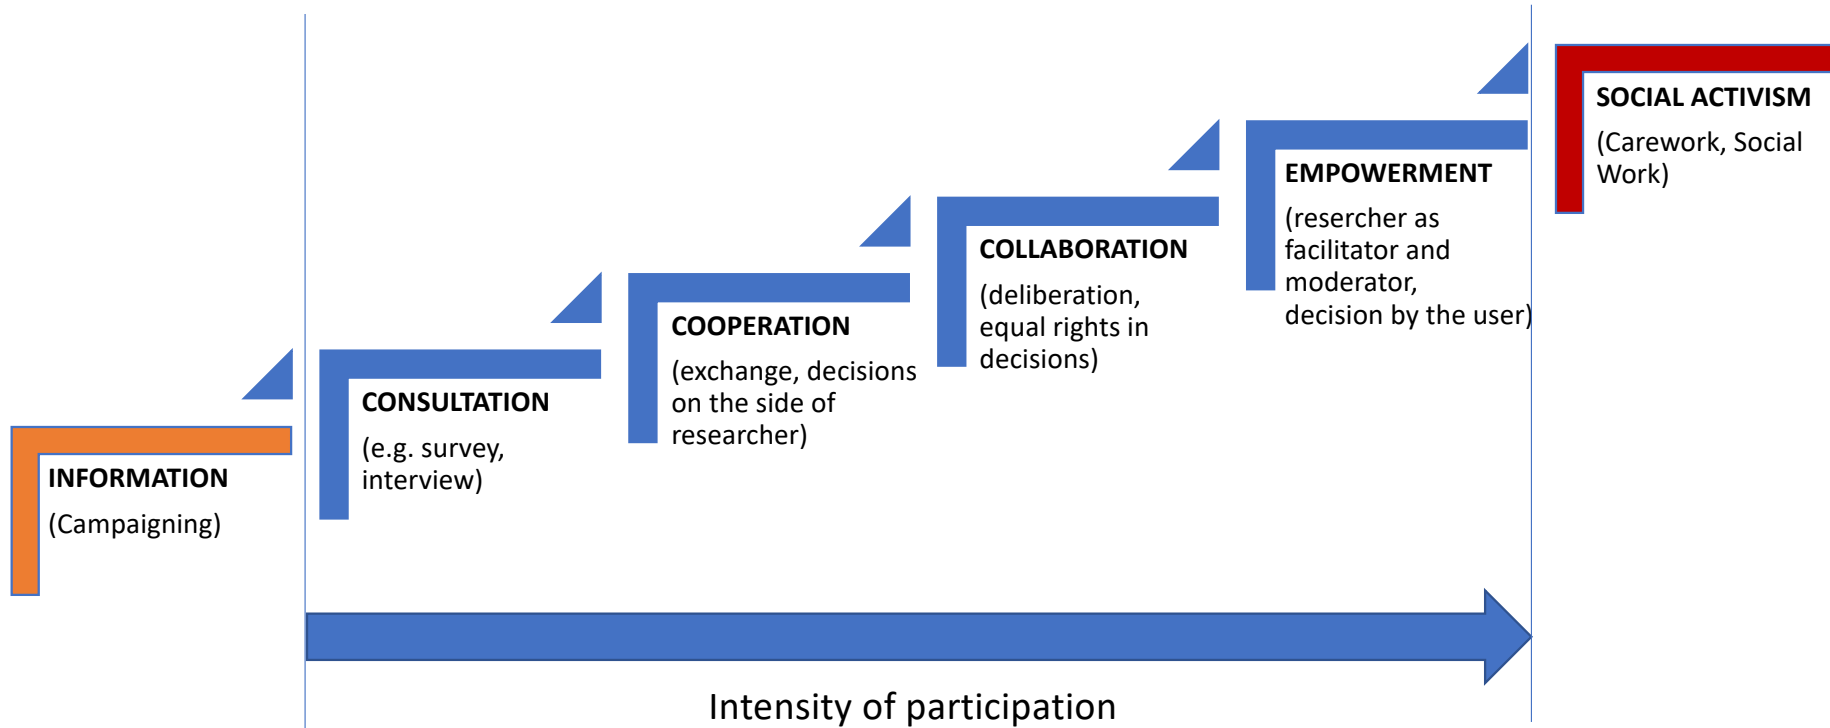 INFORMATION
(Campaigning)
CONSULTATION
(e.g. survey,
interview)
COOPERATION
(exchange, decisions
on the side of
researcher)
COLLABORATION
(deliberation,
equal rights in
decisions)
EMPOWERMENT
(resercher as
facilitator and
moderator,
decision by the user)
SOCIAL ACTIVISM
(Carework, Social
Work)
Intensity of participation